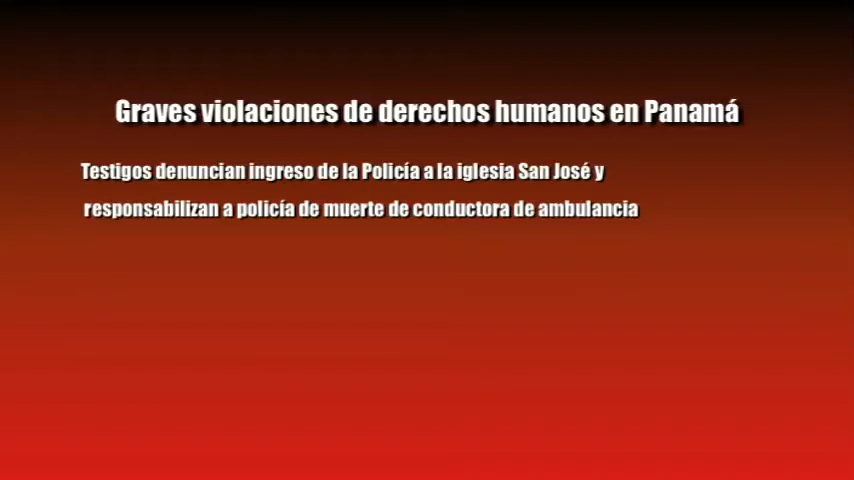 Graves violaciones de derechos humanos en Panamá
Testigos denuncian ingreso de la Policía a la iglesia San José y
responsabilizan a policía de muerte de conductora de ambulancia